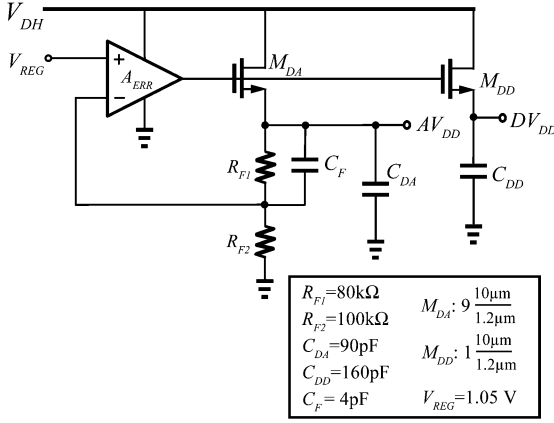 V_DH
V_REG
+
A_ERR
−
M_DA
M_DD
AV_DD
DV_DD
R_F1
C_F
C_DA
C_DD
R_F2
R_F1=80kΩ
R_F2=100kΩ
C_DA=90pF
C_DD=160pF
C_F= 4pF
M_DA: 9 10μm/1.2μm
M_DD: 1 10μm/1.2μm
V_REG=1.05 V